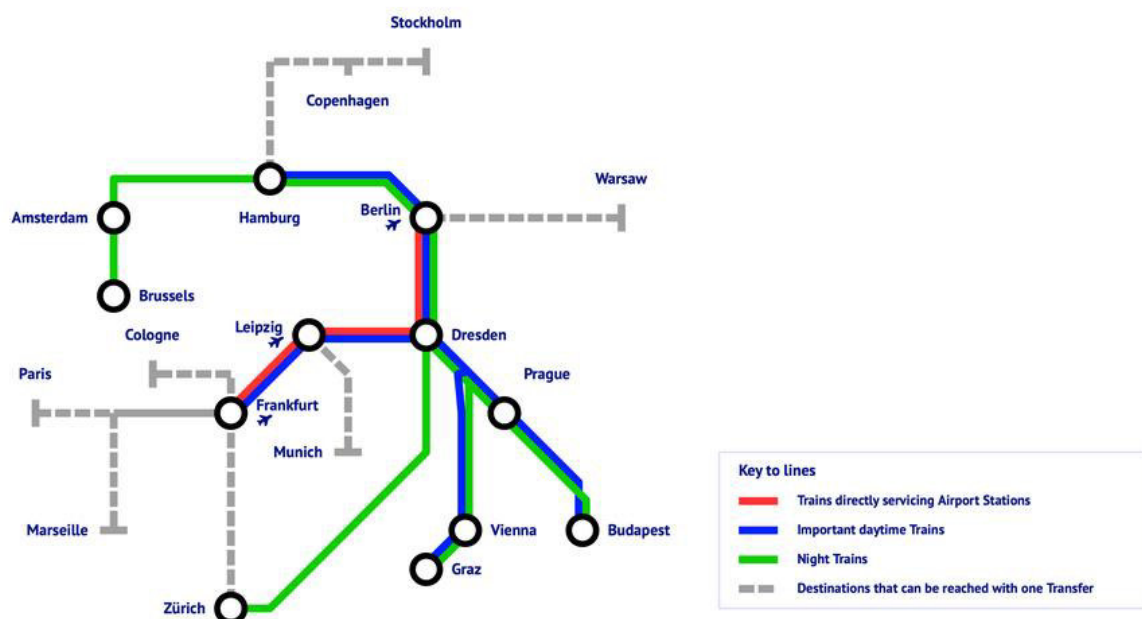 Stockholm
Copenhagen
Warsaw
Hamburg
Berlin
Amsterdam
Brussels
Leipzig
Dresden
Cologne
Paris
Prague
Frankfurt
Munich
Marseille
Vienna
Budapest
Graz
Zürich
Key to lines
Trains directly servicing Airport Stations
Important daytime Trains
Night Trains
Destinations that can be reached with one Transfer